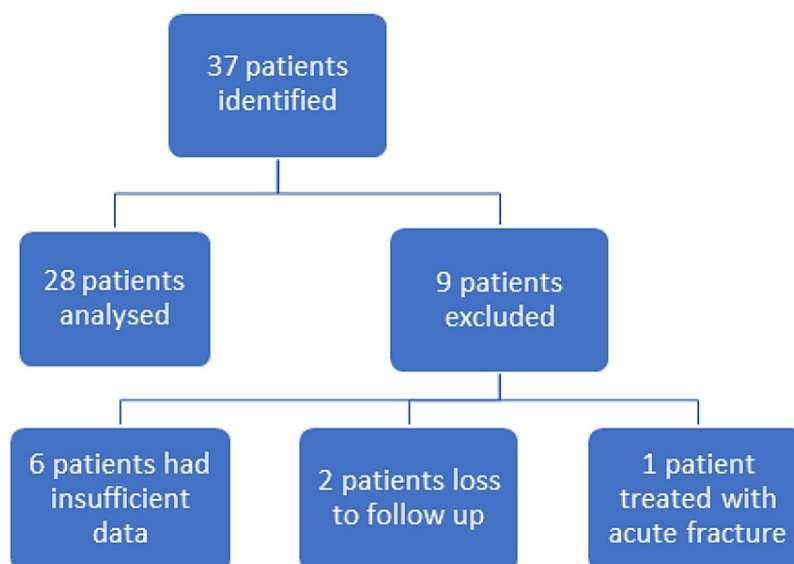 37 patients
identified
28 patients
analysed
9 patients
excluded
6 patients had
insufficient
data
2 patients loss
to follow up
1 patient
treated with
acute fracture